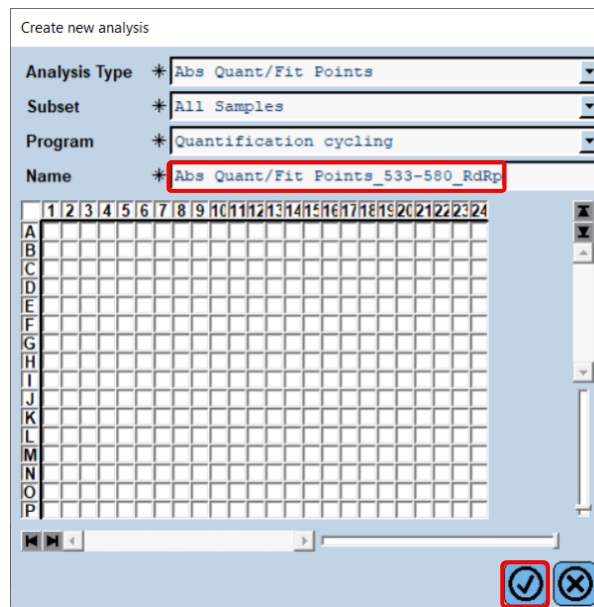 Create new analysis
Analysis Type * Abs Quant/Fit Points
Subset * All Samples
Program * Quantification cycling
Name * Abs Quant/Fit Points_533-580_RdRp
1 2 3 4 5 6 7 8 9 10 11 12 13 14 15 16 17 18 19 20 21 22 23 24
A
B
C
D
E
F
G
H
I
J
K
L
M
N
O
P